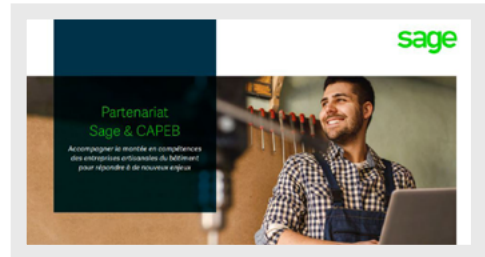 sage
Partenariat
Sage & CAPEB
Accompagner la montée en compétences
des entreprises artisanales du bâtiment
pour répondre à de nouveaux enjeux